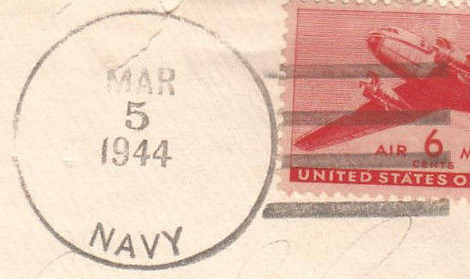 MAR
5
1944
NAVY
AIR 6 M
CENTS
UNITED STATES O